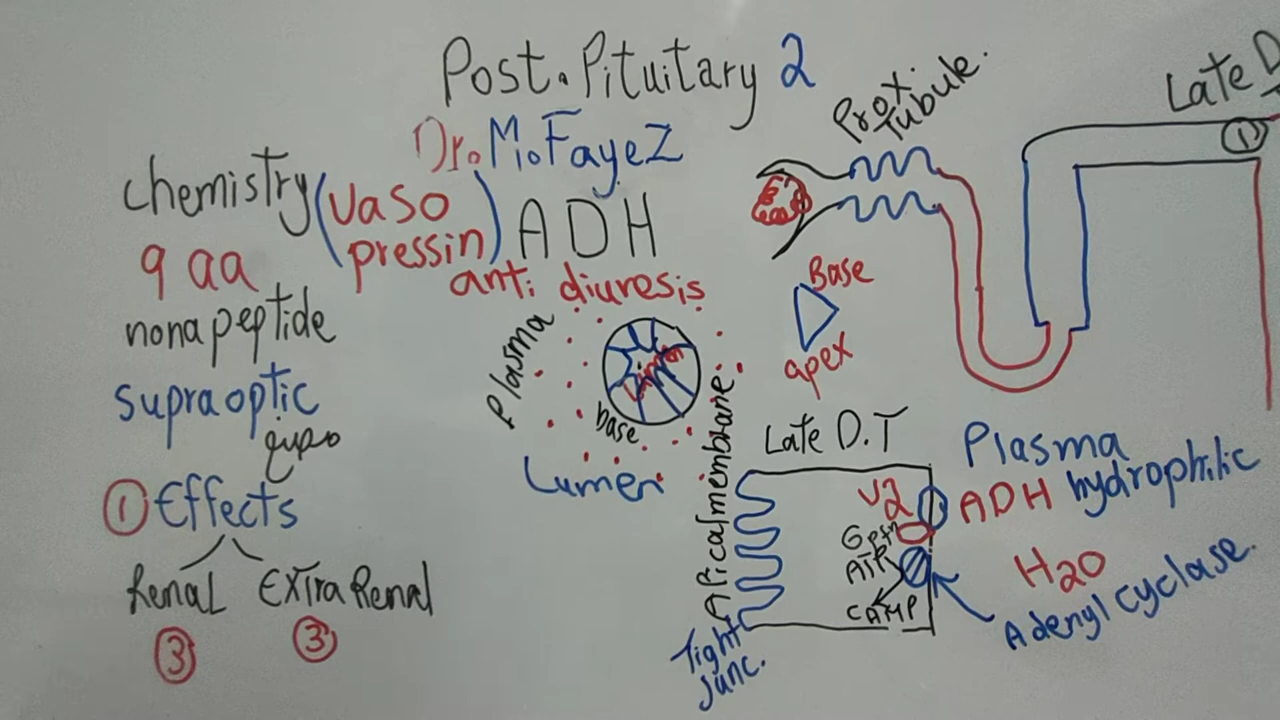 Post. Pituitary 2
Dr. M. Fayez
chemistry
(vaso
pressin)
ADH
9 aa
anti diuresis
nonapeptide
supraoptic
① Effects
Renal
Extra Renal
③
③
Plasma
Lumen
base
Lumen
Prox.
Tubule.
Base
apex
Late D
①
Late D.T
Apical membrane
Tight
Junc.
V2
ATP
CAMP
Plasma
ADH hydrophilic
H2O
Adenyl cyclase.